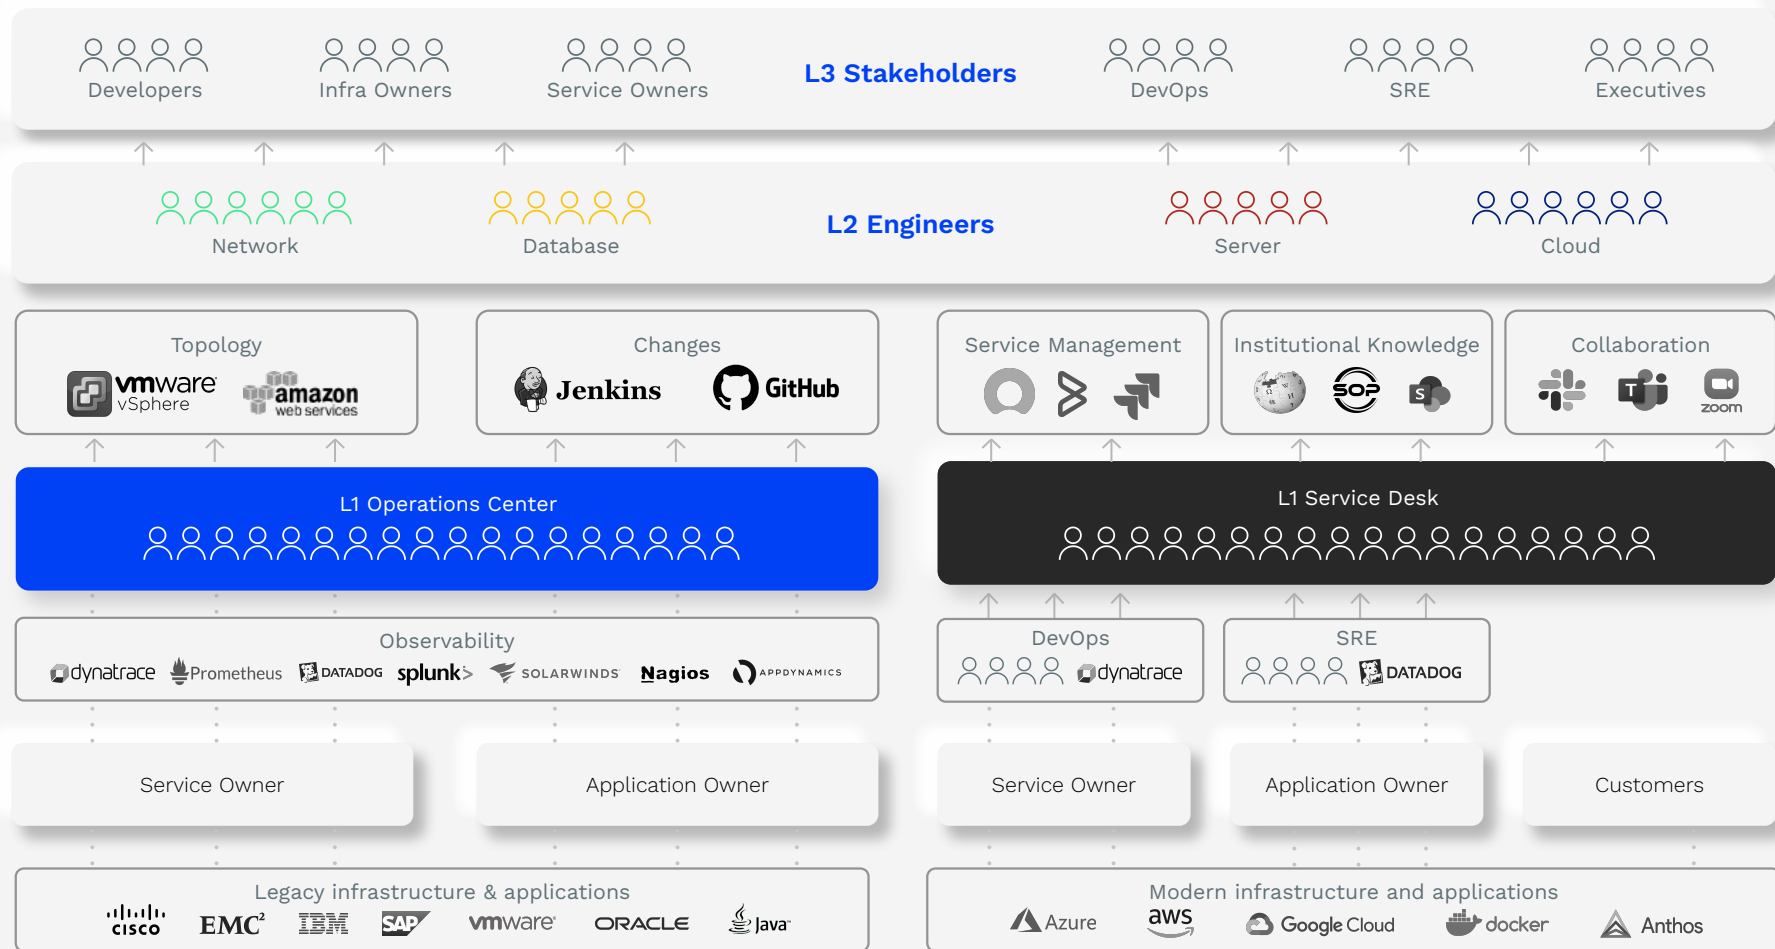 Developers
Infra Owners
Service Owners
L3 Stakeholders
DevOps
SRE
Executives
Network
Database
L2 Engineers
Server
Cloud
Topology
vmware
vSphere
amazon
web services
Changes
Jenkins
GitHub
Service Management
Institutional Knowledge
SOP
S
Collaboration
T
zoom
L1 Operations Center
L1 Service Desk
Observability
dynatrace
Prometheus
DATADOG
splunk>
SOLARWINDS
Nagios
APPDYNAMICS
DevOps
dynatrace
SRE
DATADOG
Service Owner
Application Owner
Service Owner
Application Owner
Customers
Legacy infrastructure & applications
cisco
EMC²
IBM
SAP
vmware
ORACLE
Java
Modern infrastructure and applications
Azure
aws
Google Cloud
docker
Anthos